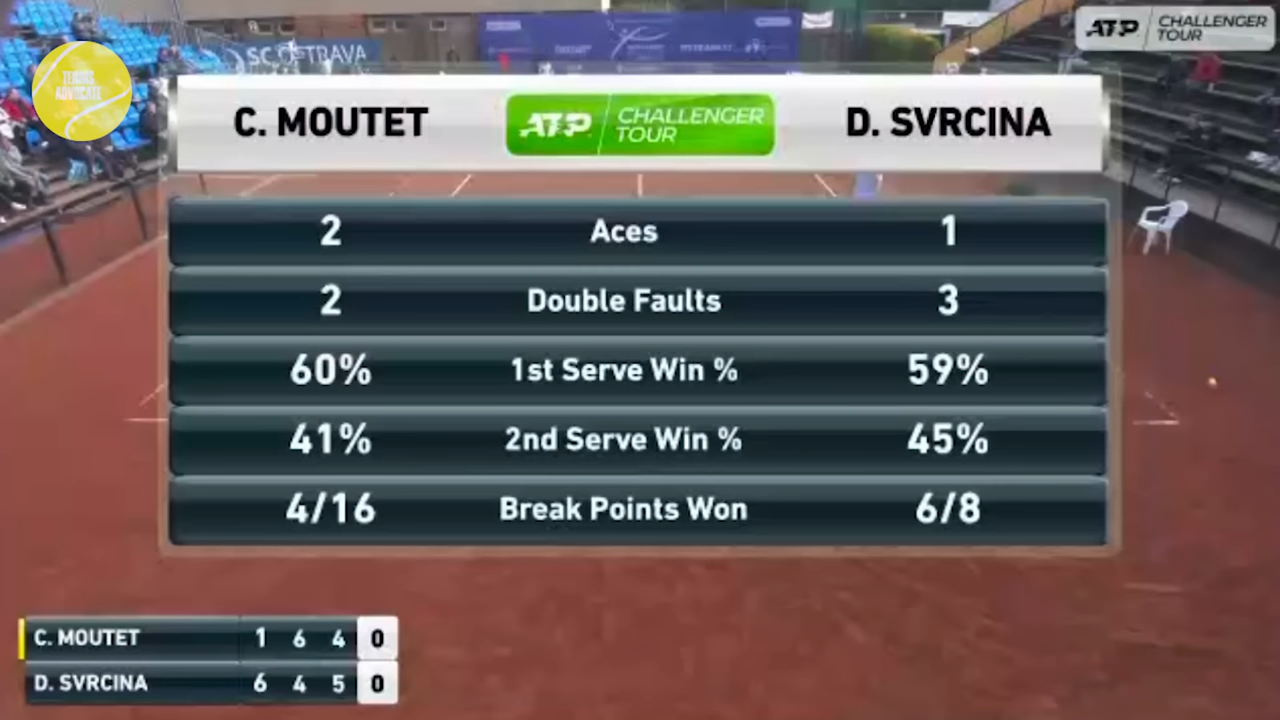 SC OSTRAVA
ATP CHALLENGER TOUR
TENNIS
ADVOCATE
C. MOUTET ATP CHALLENGER TOUR D. SVRCINA
2 Aces 1
2 Double Faults 3
60% 1st Serve Win % 59%
41% 2nd Serve Win % 45%
4/16 Break Points Won 6/8
C. MOUTET 1 6 4 0
D. SVRCINA 6 4 5 0